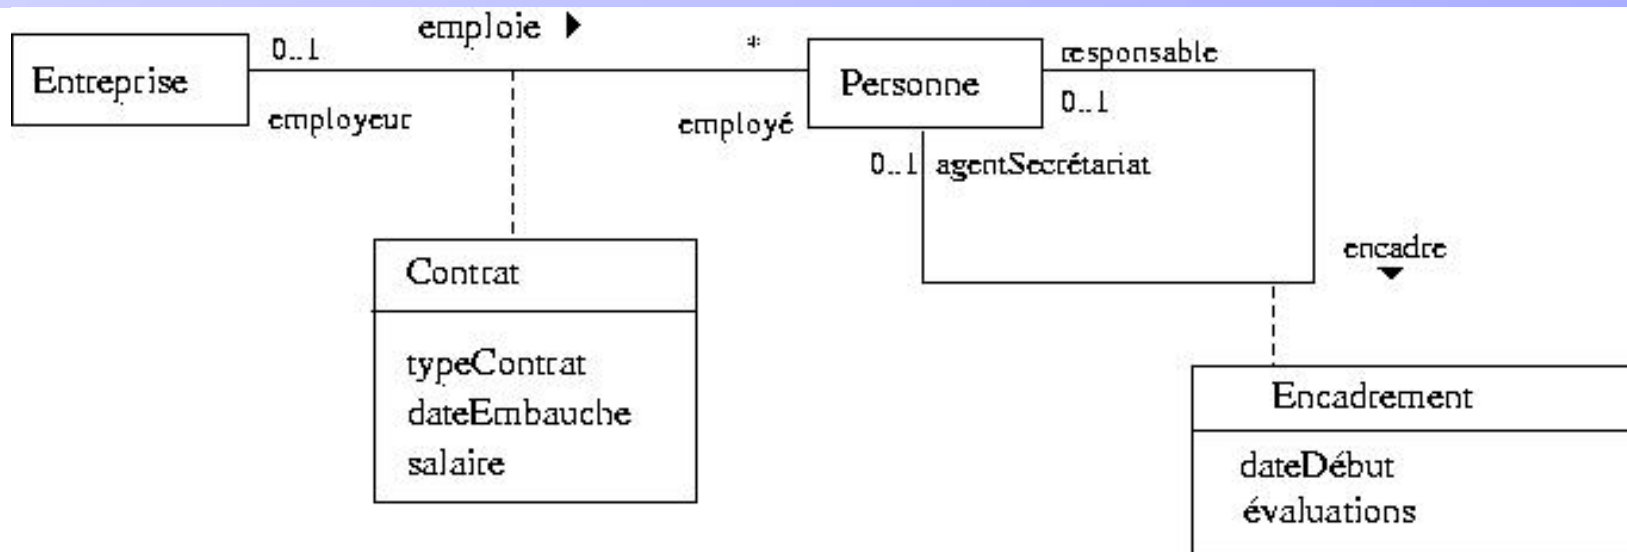 emploie ▶
0..1
*
responsable
Entreprise
Personne
0..1
employeur
employé
0..1 agentSecrétariat
encadre
▼
Contrat
typeContrat
dateEmbauche
salaire
Encadrement
dateDébut
évaluations